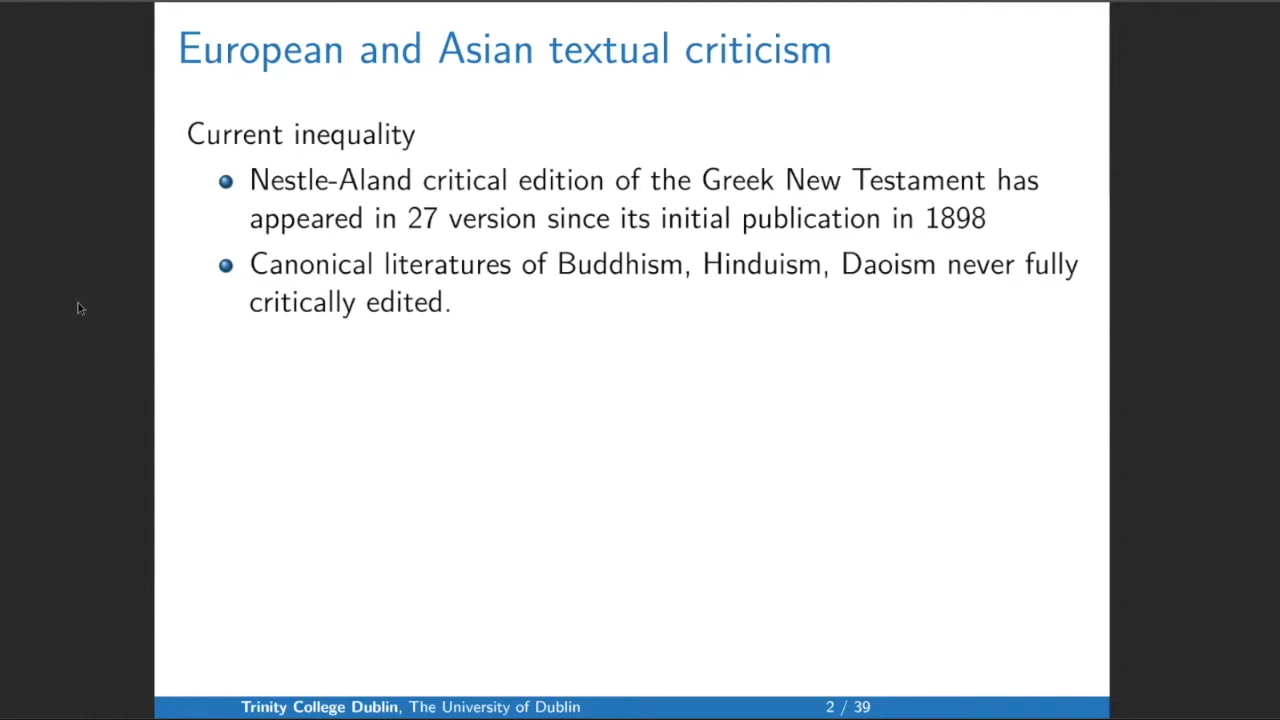 European and Asian textual criticism
Current inequality
Nestle-Aland critical edition of the Greek New Testament has
appeared in 27 version since its initial publication in 1898
Canonical literatures of Buddhism, Hinduism, Daoism never fully
critically edited.
Trinity College Dublin, The University of Dublin 2 / 39